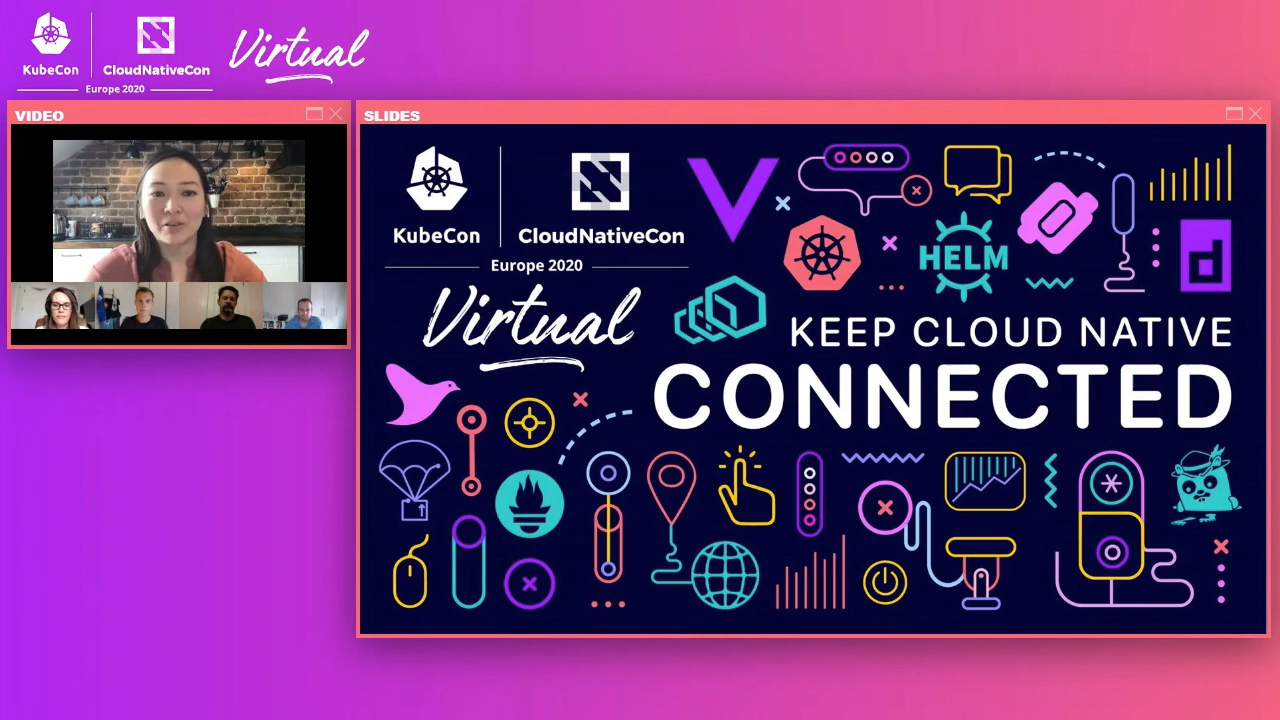 KubeCon
CloudNativeCon
Europe 2020
Virtual
VIDEO
SLIDES
KubeCon
CloudNativeCon
Europe 2020
Virtual
HELM
d
KEEP CLOUD NATIVE
CONNECTED